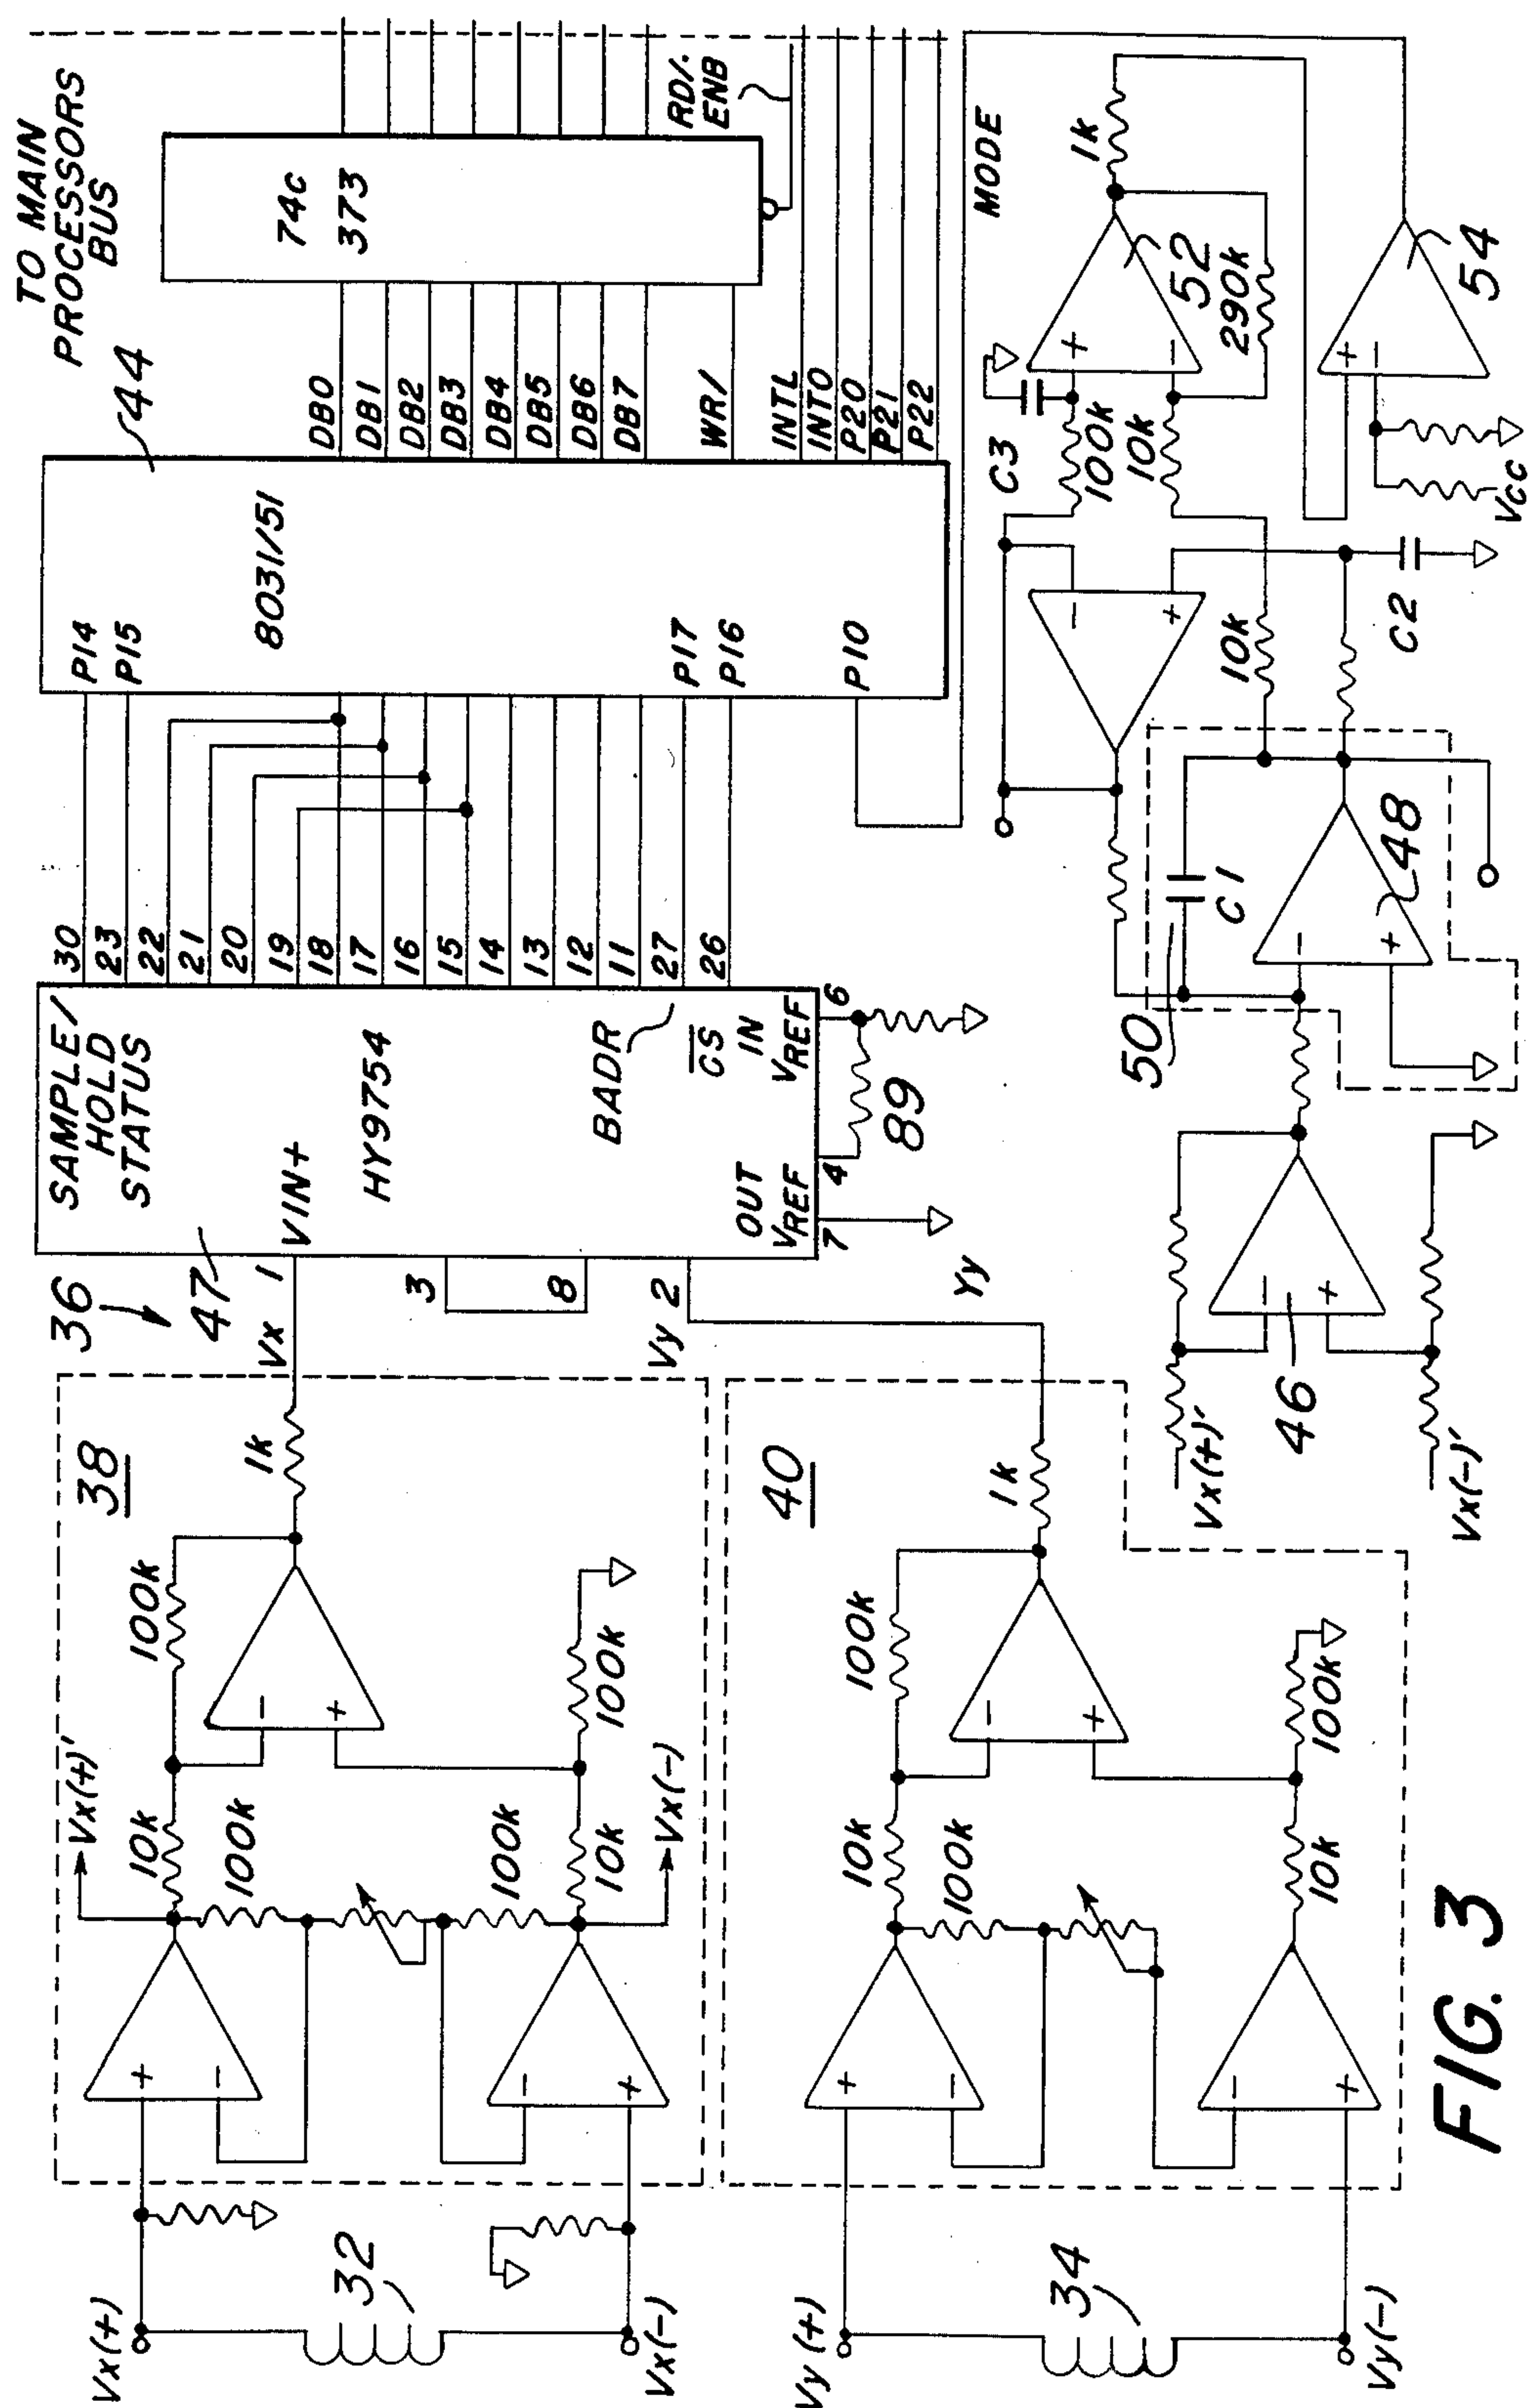 TO MAIN
PROCESSORS
BUS
44
74c
373
RD/.
ENB
DB0
DB1
DB2
DB3
DB4
DB5
DB6
DB7
WR/
INTL
INTO
P20
P21
P22
P14
P15
8031/51
P17
P16
P10
30
23
22
21
20
19
18
17
16
15
14
13
12
11
27
26
SAMPLE/
HOLD
STATUS
VIN+
HY9754
BADR
CS
IN
VREF
6
OUT
VREF
4
7
89
36
47
1
Vx
3
8
2
Vy
Yy
38
1k
100k
100k
Vx(+)'
10k
100k
100k
10k
Vx(-)
Vx(+)
32
Vx(-)
40
1k
100k
100k
10k
100k
10k
Vy(+)
34
Vy(-)
MODE
1k
C3
100k
10k
52
290k
54
Vcc
10k
C2
50
C1
48
46
Vx(+)'
Vx(-)'
+
-
+
-
+
-
+
-
+
-
+
-
+
-
+
-
+
-
+
-
+
-
FIG. 3